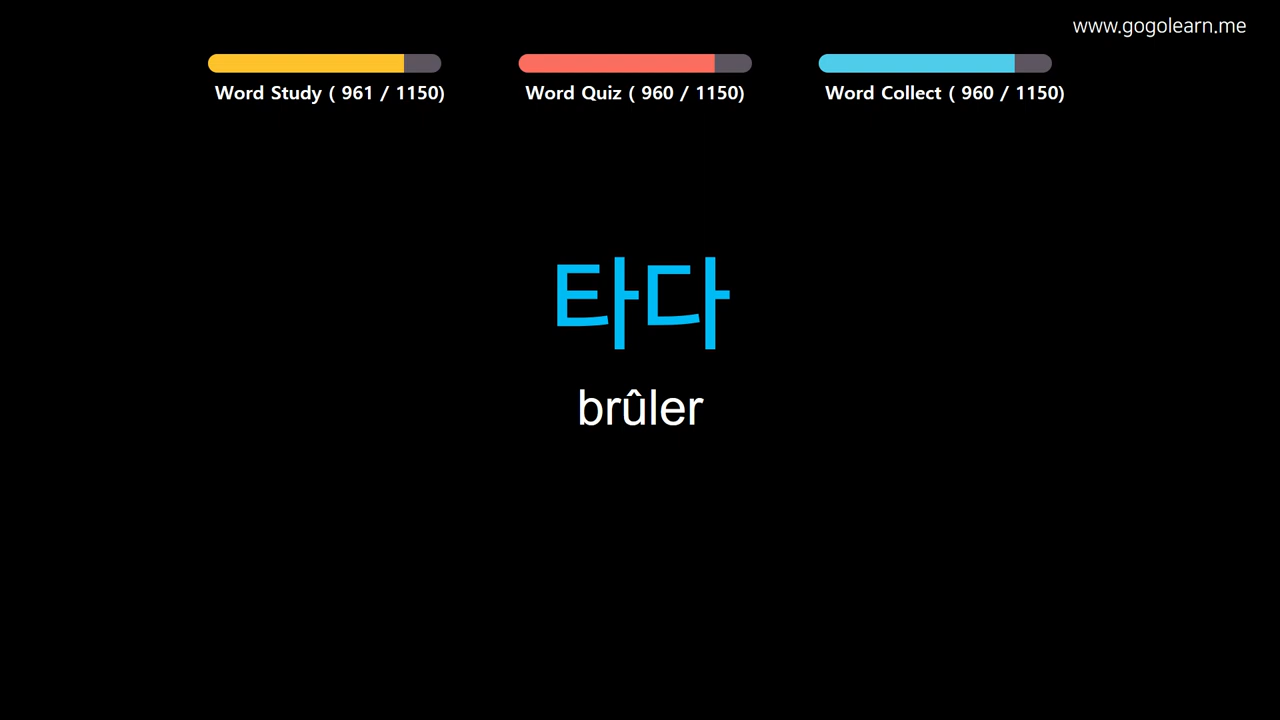 www.gogolearn.me
Word Study ( 961 / 1150)
Word Quiz ( 960 / 1150)
Word Collect ( 960 / 1150)
타다
brûler